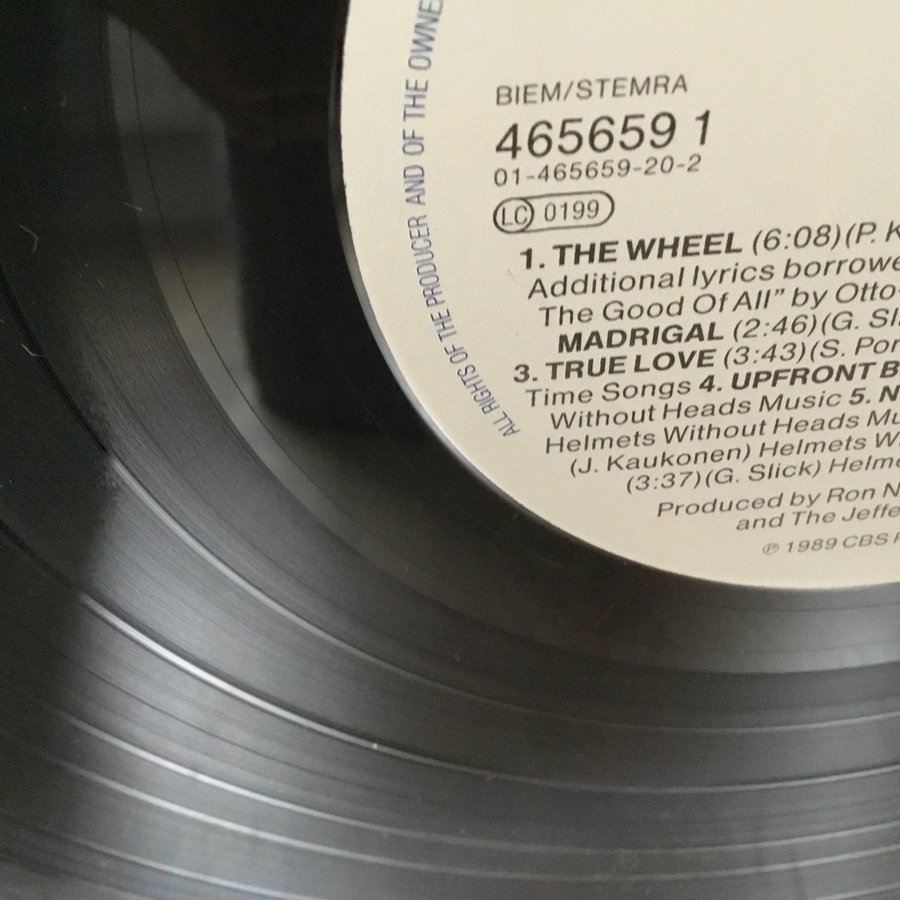 ALL RIGHTS OF THE PRODUCER AND OF THE OWNE
BIEM/STEMRA
465659 1
01-465659-20-2
LC 0199
1. THE WHEEL (6:08)(P. K
Additional lyrics borrowe
The Good Of All" by Otto-
MADRIGAL (2:46)(G. Sl
3. TRUE LOVE (3:43)(S. Por
Time Songs 4. UPFRONT B
Without Heads Music 5. N
Helmets Without Heads Mu
(J. Kaukonen) Helmets W
(3:37)(G. Slick) Helme
Produced by Ron N
and The Jeffe
℗ 1989 CBS R